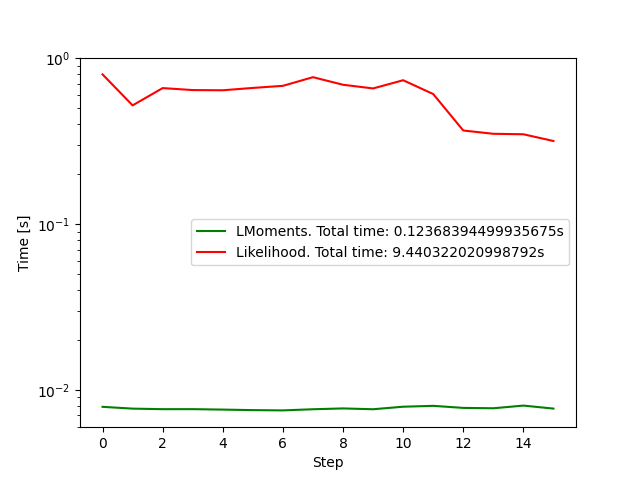 10^0
10^-1
10^-2
Time [s]
LMoments. Total time: 0.12368394499935675s
Likelihood. Total time: 9.440322020998792s
0 2 4 6 8 10 12 14
Step